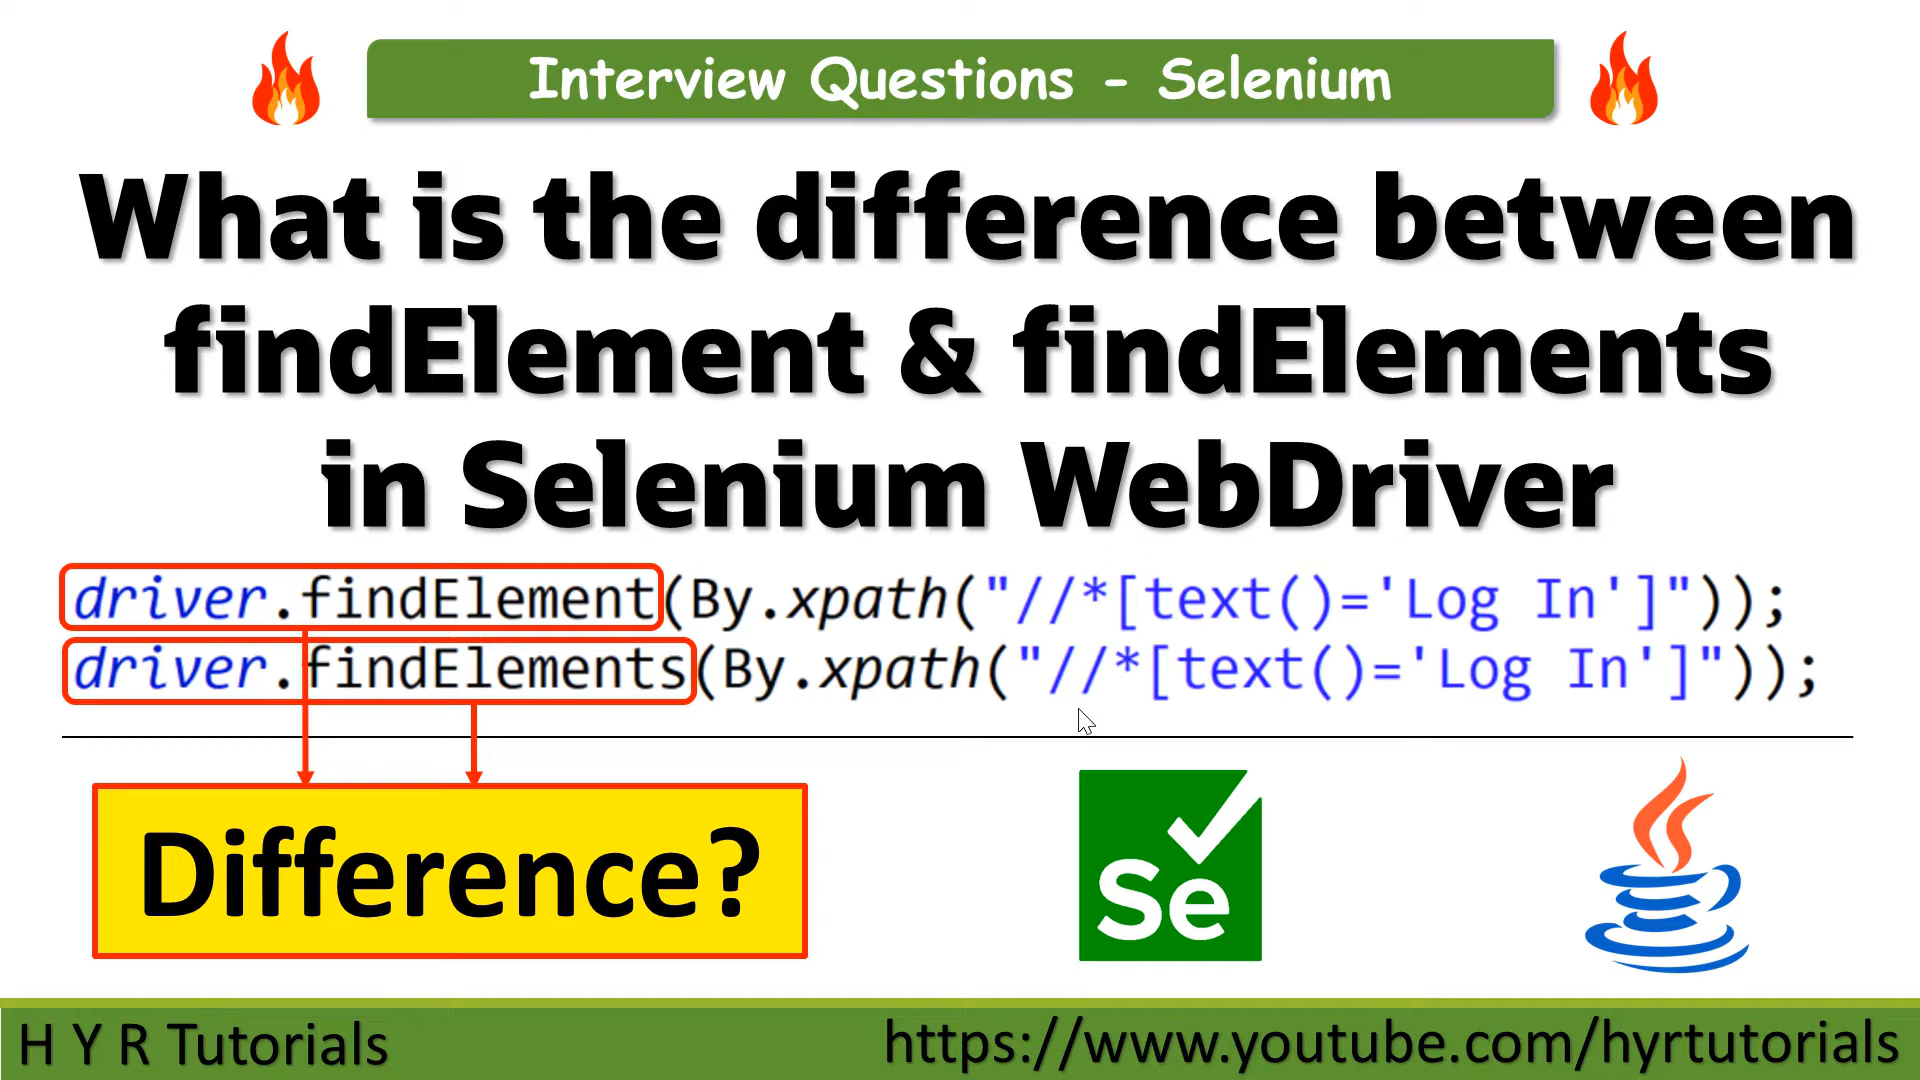 Interview Questions - Selenium
What is the difference between
findElement & findElements
in Selenium WebDriver
driver.findElement(By.xpath("//*[text()='Log In']"));
driver.findElements(By.xpath("//*[text()='Log In']"));
Difference?
Se
H Y R Tutorials
https://www.youtube.com/hyrtutorials